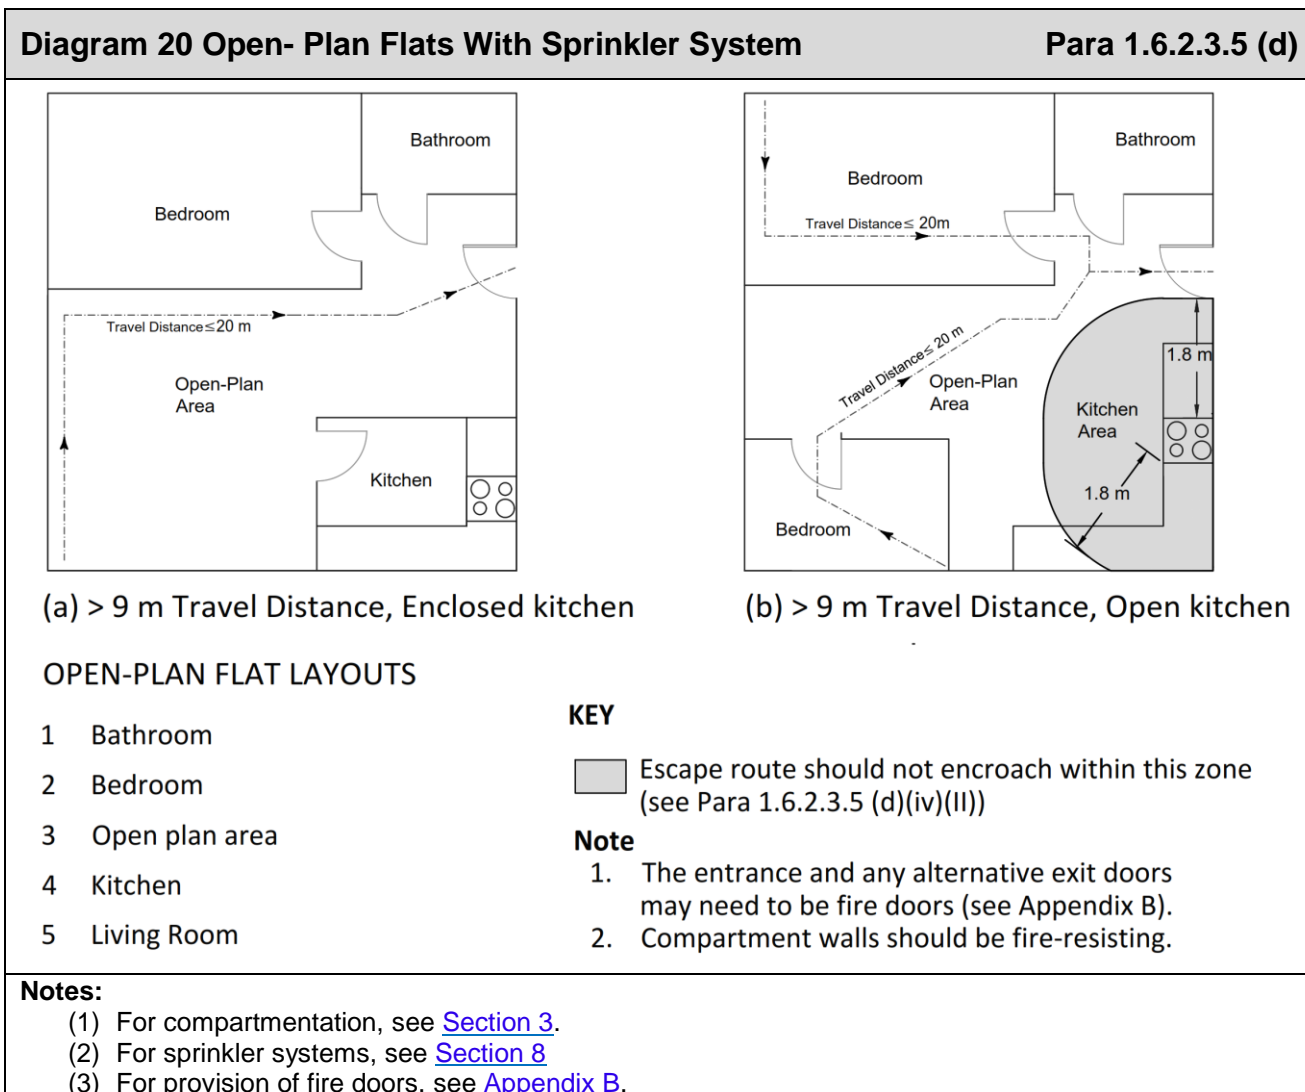 Diagram 20 Open- Plan Flats With Sprinkler System Para 1.6.2.3.5 (d)
Bathroom
Bedroom
Travel Distance≤20 m
Open-Plan
Area
Kitchen
(a) > 9 m Travel Distance, Enclosed kitchen
Bathroom
Bedroom
Travel Distance≤ 20m
Travel Distance≤ 20 m
Open-Plan
Area
1.8 m
Kitchen
Area
1.8 m
Bedroom
(b) > 9 m Travel Distance, Open kitchen
OPEN-PLAN FLAT LAYOUTS
1 Bathroom
2 Bedroom
3 Open plan area
4 Kitchen
5 Living Room
KEY
Escape route should not encroach within this zone
(see Para 1.6.2.3.5 (d)(iv)(II))
Note
1. The entrance and any alternative exit doors
may need to be fire doors (see Appendix B).
2. Compartment walls should be fire-resisting.
Notes:
(1) For compartmentation, see Section 3.
(2) For sprinkler systems, see Section 8
(3) For provision of fire doors, see Appendix B.